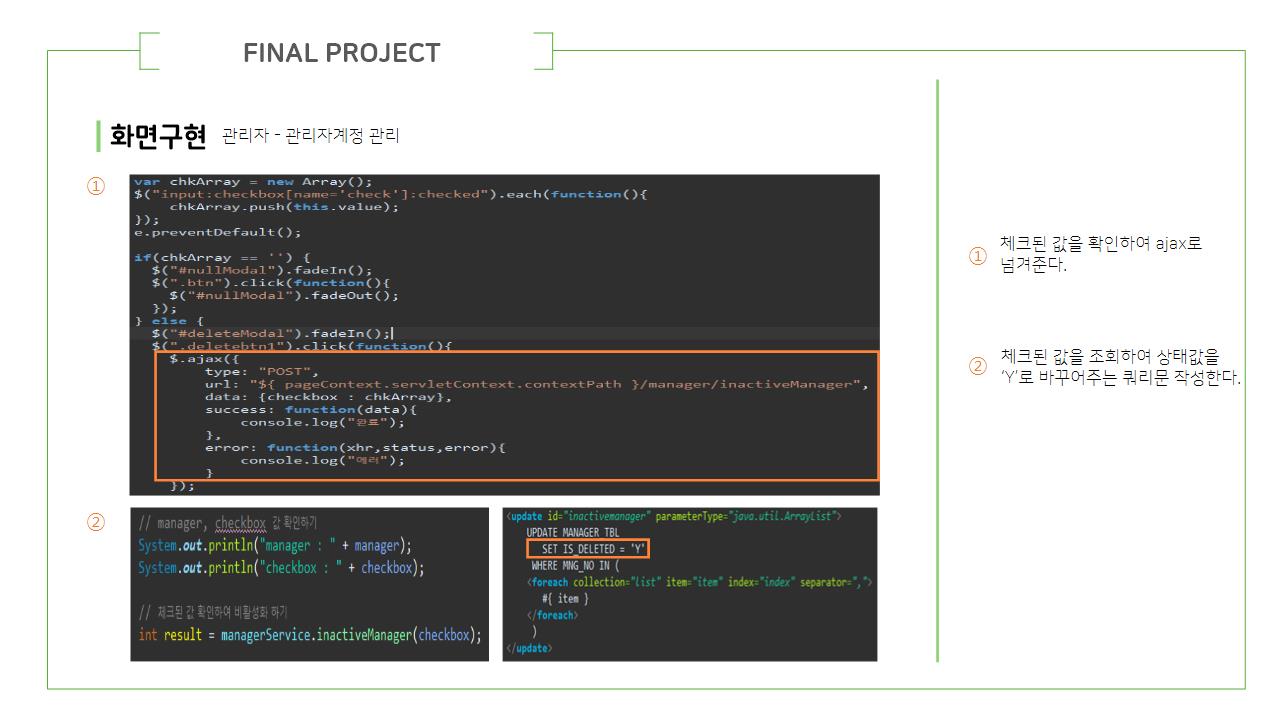 FINAL PROJECT
화면구현 관리자 - 관리자계정 관리
①
var chkArray = new Array();
$("input:checkbox[name='check']:checked").each(function(){
chkArray.push(this.value);
});
e.preventDefault();
if(chkArray == '') {
$("#nullModal").fadeIn();
$(".btn").click(function(){
$("#nullModal").fadeOut();
});
} else {
$("#deleteModal").fadeIn();
$(".deletebtn1").click(function(){
$.ajax({
type: "POST",
url: "${ pageContext.servletContext.contextPath }/manager/inactiveManager",
data: {checkbox : chkArray},
success: function(data){
console.log("완료");
},
error: function(xhr,status,error){
console.log("에러");
}
});
②
// manager, checkbox 값 확인하기
System.out.println("manager : " + manager);
System.out.println("checkbox : " + checkbox);
// 체크된 값 확인하여 비활성화 하기
int result = managerService.inactiveManager(checkbox);
<update id="inactivemanager" parameterType="java.util.ArrayList">
UPDATE MANAGER_TBL
SET IS_DELETED = 'Y'
WHERE MNG_NO IN (
<foreach collection="list" item="item" index="index" separator=",">
#{ item }
</foreach>
)
</update>
① 체크된 값을 확인하여 ajax로
넘겨준다.
② 체크된 값을 조회하여 상태값을
‘Y’로 바꾸어주는 쿼리문 작성한다.